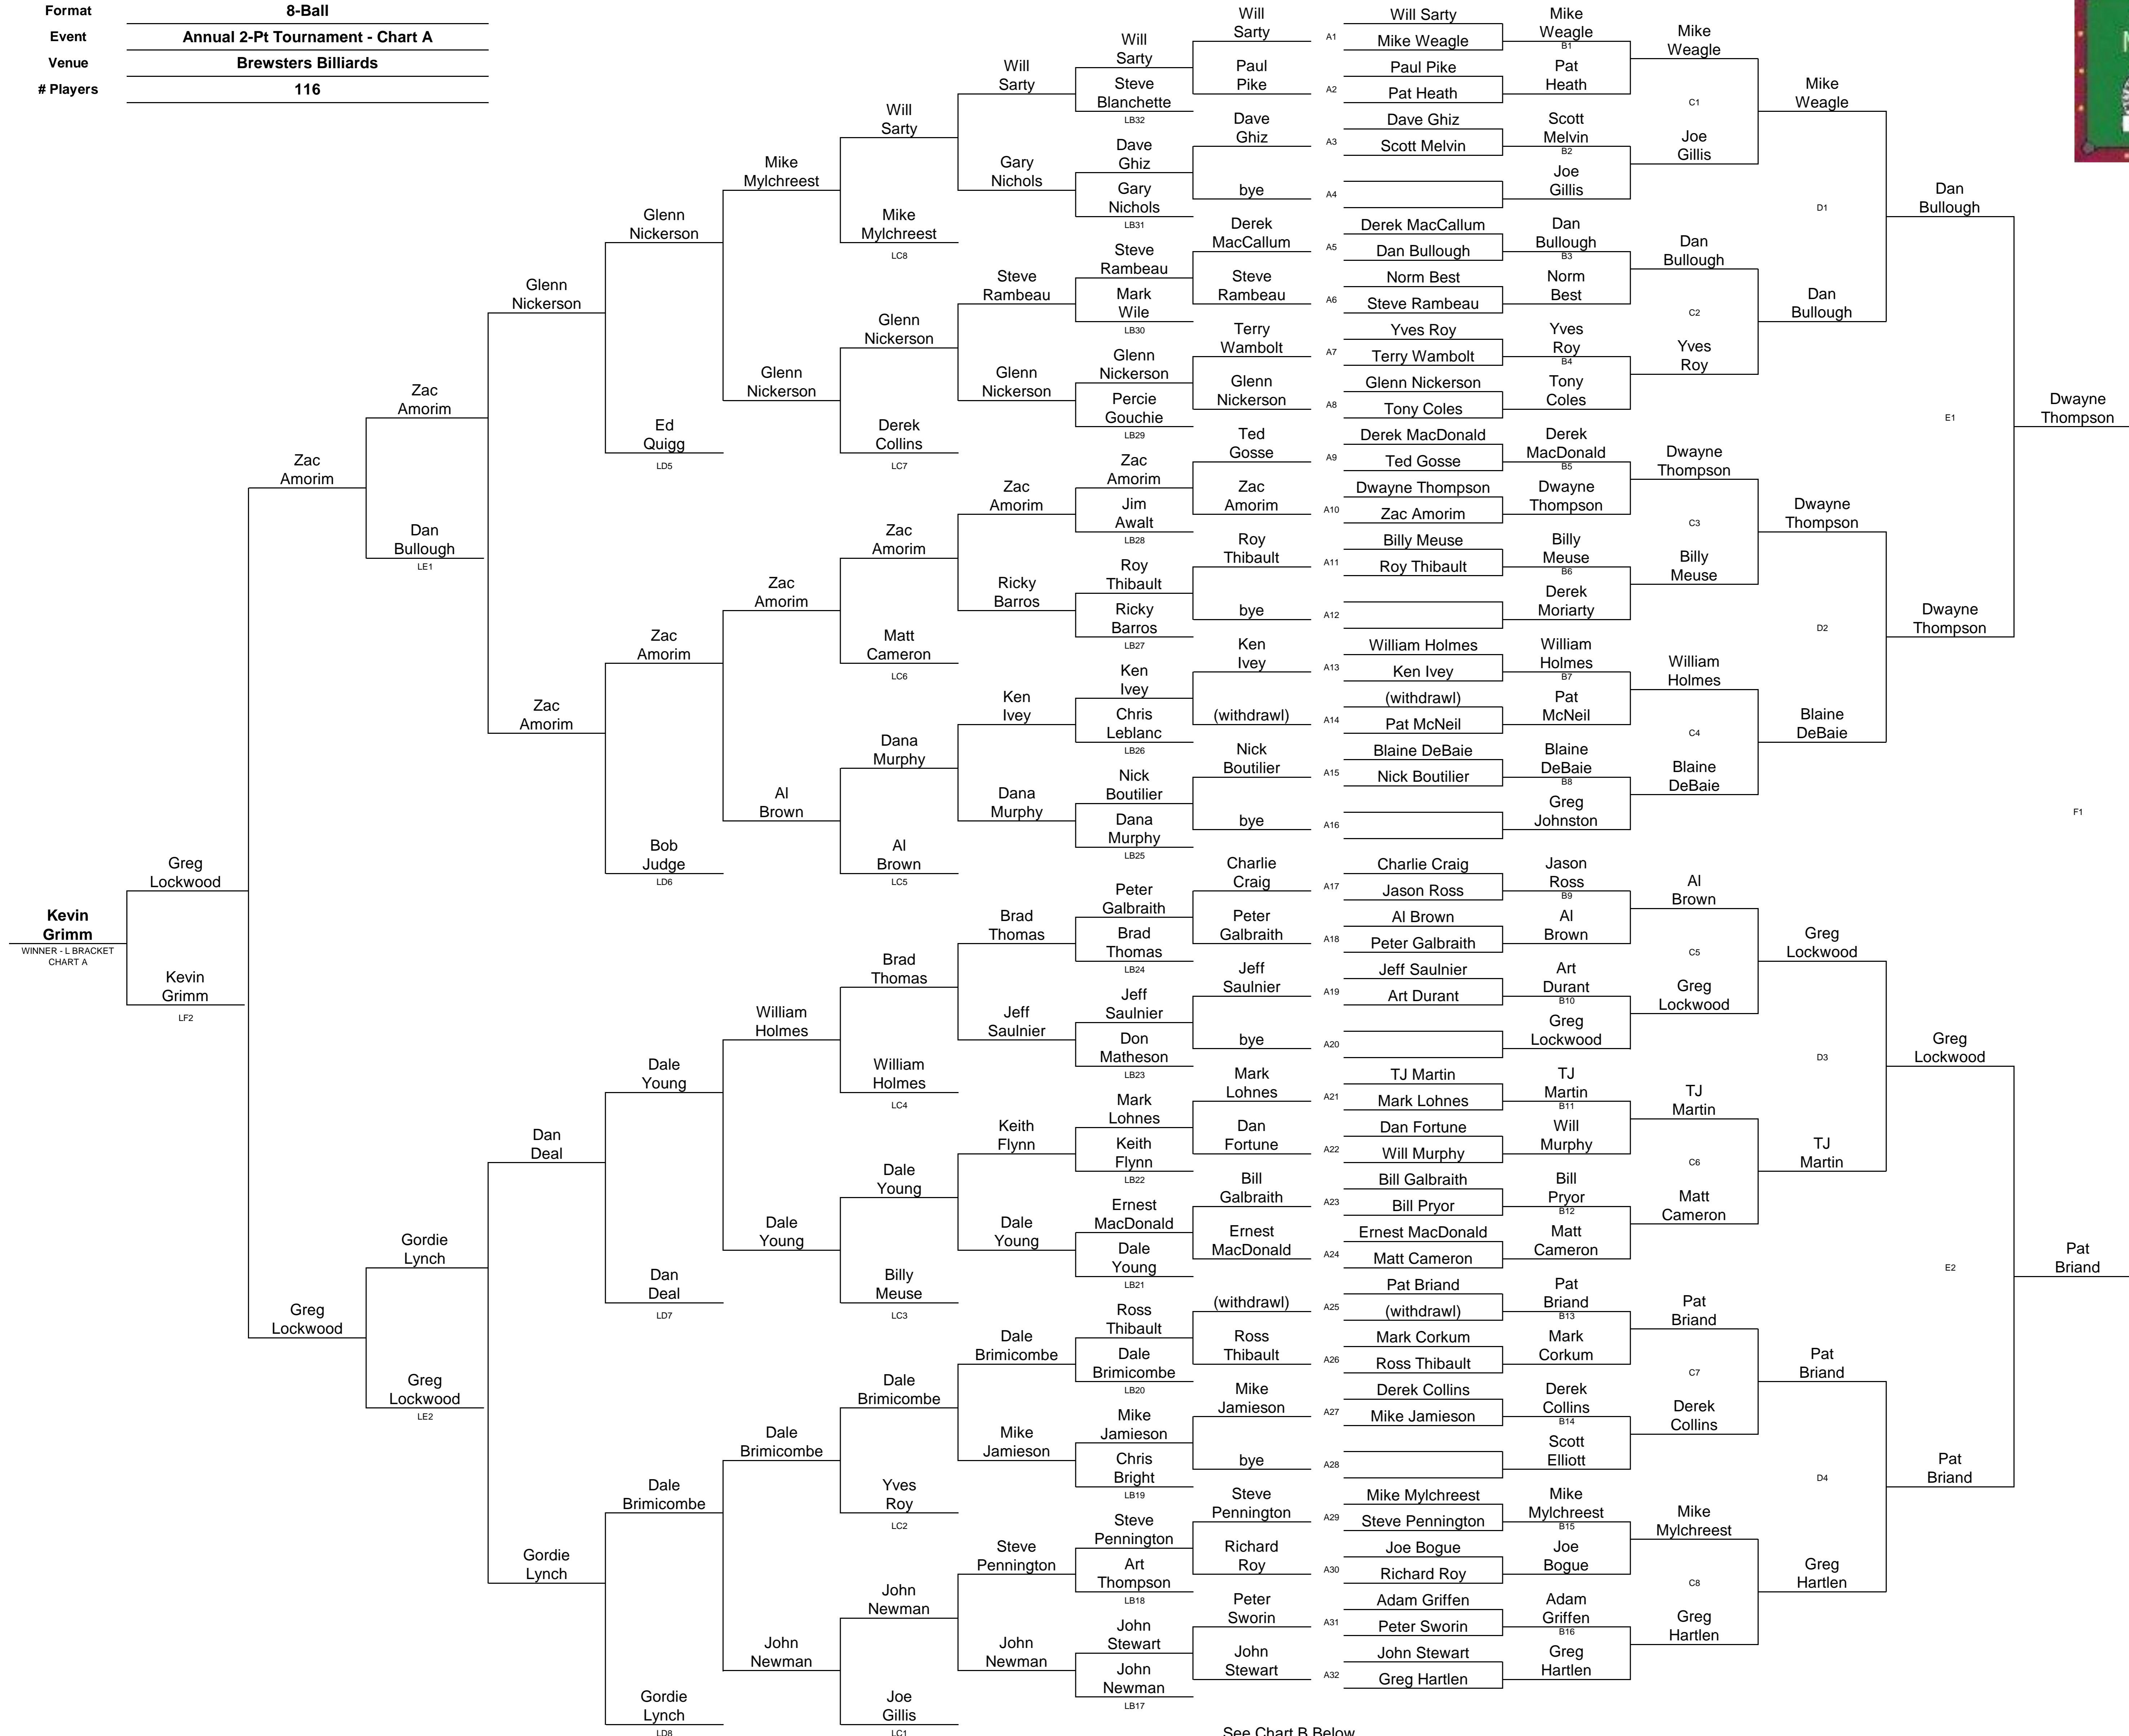 Format 8-Ball
Event Annual 2-Pt Tournament - Chart A
Venue Brewsters Billiards
# Players 116
Kevin
Grimm
WINNER - L BRACKET
CHART A
Greg
Lockwood
Kevin
Grimm
LF2
Zac
Amorim
Greg
Lockwood
Zac
Amorim
Dan
Bullough
LE1
Gordie
Lynch
Greg
Lockwood
LE2
Glenn
Nickerson
Zac
Amorim
Dan
Deal
Gordie
Lynch
Glenn
Nickerson
Ed
Quigg
LD5
Zac
Amorim
Bob
Judge
LD6
Dale
Young
Dan
Deal
LD7
Dale
Brimicombe
Gordie
Lynch
LD8
Mike
Mylchreest
Glenn
Nickerson
Zac
Amorim
Al
Brown
William
Holmes
Dale
Young
Dale
Brimicombe
John
Newman
Will
Sarty
Mike
Mylchreest
LC8
Glenn
Nickerson
Derek
Collins
LC7
Zac
Amorim
Matt
Cameron
LC6
Dana
Murphy
Al
Brown
LC5
Brad
Thomas
William
Holmes
LC4
Dale
Young
Billy
Meuse
LC3
Dale
Brimicombe
Yves
Roy
LC2
John
Newman
Joe
Gillis
LC1
Will
Sarty
Gary
Nichols
Steve
Rambeau
Glenn
Nickerson
Zac
Amorim
Ricky
Barros
Ken
Ivey
Dana
Murphy
Brad
Thomas
Jeff
Saulnier
Keith
Flynn
Dale
Young
Dale
Brimicombe
Mike
Jamieson
Steve
Pennington
John
Newman
Will
Sarty
Steve
Blanchette
LB32
Dave
Ghiz
Gary
Nichols
LB31
Steve
Rambeau
Mark
Wile
LB30
Glenn
Nickerson
Percie
Gouchie
LB29
Zac
Amorim
Jim
Awalt
LB28
Roy
Thibault
Ricky
Barros
LB27
Ken
Ivey
Chris
Leblanc
LB26
Nick
Boutilier
Dana
Murphy
LB25
Peter
Galbraith
Brad
Thomas
LB24
Jeff
Saulnier
Don
Matheson
LB23
Mark
Lohnes
Keith
Flynn
LB22
Ernest
MacDonald
Dale
Young
LB21
Ross
Thibault
Dale
Brimicombe
LB20
Mike
Jamieson
Chris
Bright
LB19
Steve
Pennington
Art
Thompson
LB18
John
Stewart
John
Newman
LB17
Will
Sarty
Paul
Pike
Dave
Ghiz
bye
Derek
MacCallum
Steve
Rambeau
Terry
Wambolt
Glenn
Nickerson
Ted
Gosse
Zac
Amorim
Roy
Thibault
bye
Ken
Ivey
(withdrawl)
Nick
Boutilier
bye
Charlie
Craig
Peter
Galbraith
Jeff
Saulnier
bye
Mark
Lohnes
Dan
Fortune
Bill
Galbraith
Ernest
MacDonald
(withdrawl)
Ross
Thibault
Mike
Jamieson
bye
Steve
Pennington
Richard
Roy
Peter
Sworin
John
Stewart
See Chart B Below
A1
A2
A3
A4
A5
A6
A7
A8
A9
A10
A11
A12
A13
A14
A15
A16
A17
A18
A19
A20
A21
A22
A23
A24
A25
A26
A27
A28
A29
A30
A31
A32
Will Sarty
Mike Weagle
Paul Pike
Pat Heath
Dave Ghiz
Scott Melvin
Derek MacCallum
Dan Bullough
Norm Best
Steve Rambeau
Yves Roy
Terry Wambolt
Glenn Nickerson
Tony Coles
Derek MacDonald
Ted Gosse
Dwayne Thompson
Zac Amorim
Billy Meuse
Roy Thibault
William Holmes
Ken Ivey
(withdrawl)
Pat McNeil
Blaine DeBaie
Nick Boutilier
Charlie Craig
Jason Ross
Al Brown
Peter Galbraith
Jeff Saulnier
Art Durant
TJ Martin
Mark Lohnes
Dan Fortune
Will Murphy
Bill Galbraith
Bill Pryor
Ernest MacDonald
Matt Cameron
Pat Briand
(withdrawl)
Mark Corkum
Ross Thibault
Derek Collins
Mike Jamieson
Mike Mylchreest
Steve Pennington
Joe Bogue
Richard Roy
Adam Griffen
Peter Sworin
John Stewart
Greg Hartlen
Mike
Weagle
B1
Pat
Heath
Scott
Melvin
B2
Joe
Gillis
Dan
Bullough
B3
Norm
Best
Yves
Roy
B4
Tony
Coles
Derek
MacDonald
B5
Dwayne
Thompson
Billy
Meuse
B6
Derek
Moriarty
William
Holmes
B7
Pat
McNeil
Blaine
DeBaie
B8
Greg
Johnston
Jason
Ross
B9
Al
Brown
Art
Durant
B10
Greg
Lockwood
TJ
Martin
B11
Will
Murphy
Bill
Pryor
B12
Matt
Cameron
Pat
Briand
B13
Mark
Corkum
Derek
Collins
B14
Scott
Elliott
Mike
Mylchreest
B15
Joe
Bogue
Adam
Griffen
B16
Greg
Hartlen
Mike
Weagle
C1
Joe
Gillis
Dan
Bullough
C2
Yves
Roy
Dwayne
Thompson
C3
Billy
Meuse
William
Holmes
C4
Blaine
DeBaie
Al
Brown
C5
Greg
Lockwood
TJ
Martin
C6
Matt
Cameron
Pat
Briand
C7
Derek
Collins
Mike
Mylchreest
C8
Greg
Hartlen
Mike
Weagle
D1
Dan
Bullough
Dwayne
Thompson
D2
Blaine
DeBaie
Greg
Lockwood
D3
TJ
Martin
Pat
Briand
D4
Greg
Hartlen
Dan
Bullough
E1
Dwayne
Thompson
Greg
Lockwood
E2
Pat
Briand
Dwayne
Thompson
F1
Pat
Briand